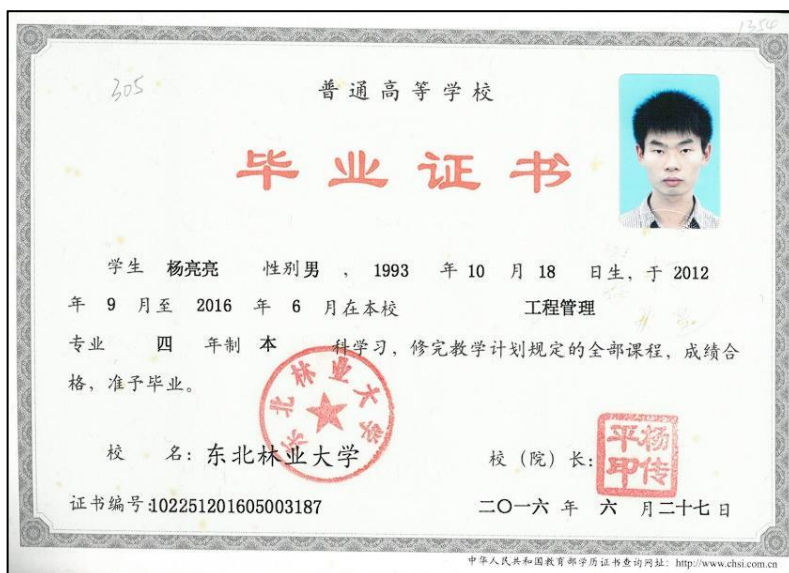 1354
305
普通高等学校
毕业证书
学生 杨亮亮 性别男 , 1993 年 10 月 18 日生, 于 2012
年 9 月至 2016 年 6 月在本校 工程管理
专业 四 年制 本 科学习, 修完教学计划规定的全部课程, 成绩合
格, 准予毕业。
东北林业大学
校 名: 东北林业大学
校（院）长:
杨传平印
证书编号:102251201605003187
二〇一六 年 六 月二十七日
中华人民共和国教育部学历证书查询网址: http://www.chsi.com.cn